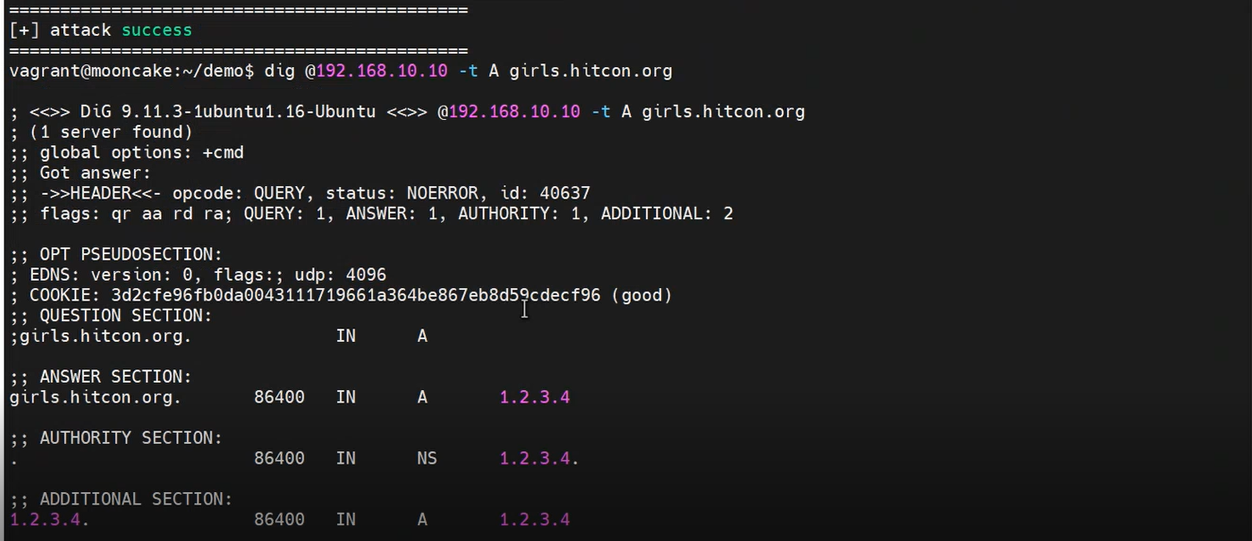 =============================================
[+] attack success
=============================================
vagrant@mooncake:~/demo$ dig @192.168.10.10 -t A girls.hitcon.org
; <<>> DiG 9.11.3-1ubuntu1.16-Ubuntu <<>> @192.168.10.10 -t A girls.hitcon.org
; (1 server found)
;; global options: +cmd
;; Got answer:
;; ->>HEADER<<- opcode: QUERY, status: NOERROR, id: 40637
;; flags: qr aa rd ra; QUERY: 1, ANSWER: 1, AUTHORITY: 1, ADDITIONAL: 2
;; OPT PSEUDOSECTION:
; EDNS: version: 0, flags:; udp: 4096
; COOKIE: 3d2cfe96fb0da0043111719661a364be867eb8d59cdecf96 (good)
;; QUESTION SECTION:
;girls.hitcon.org. IN A
;; ANSWER SECTION:
girls.hitcon.org. 86400 IN A 1.2.3.4
;; AUTHORITY SECTION:
. 86400 IN NS 1.2.3.4.
;; ADDITIONAL SECTION:
1.2.3.4. 86400 IN A 1.2.3.4